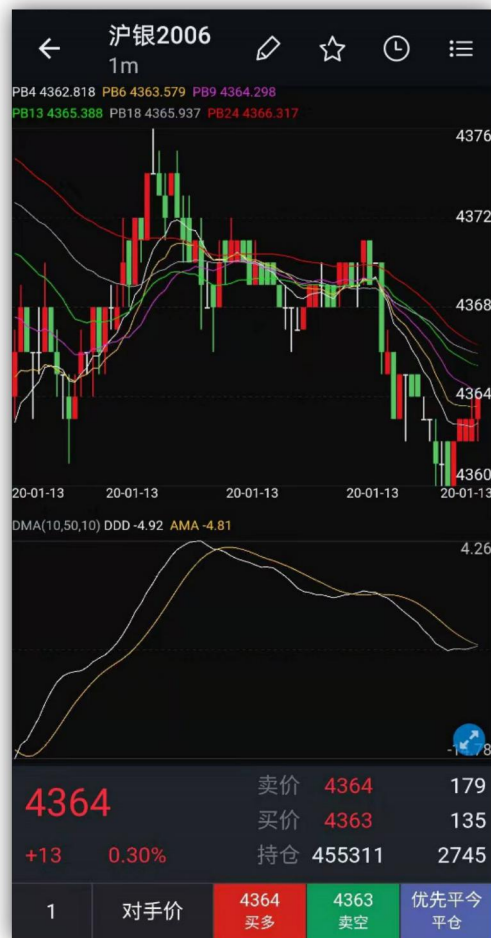 沪银2006
1m
PB4 4362.818 PB6 4363.579 PB9 4364.298
PB13 4365.388 PB18 4365.937 PB24 4366.317
4376
4372
4368
4364
4360
20-01-13 20-01-13 20-01-13 20-01-13 20-01-13
DMA(10,50,10) DDD -4.92 AMA -4.81
4.26
4364
卖价 4364 179
买价 4363 135
+13 0.30% 持仓 455311 2745
1 对手价 4364 4363 优先平今
买多 卖空 平仓